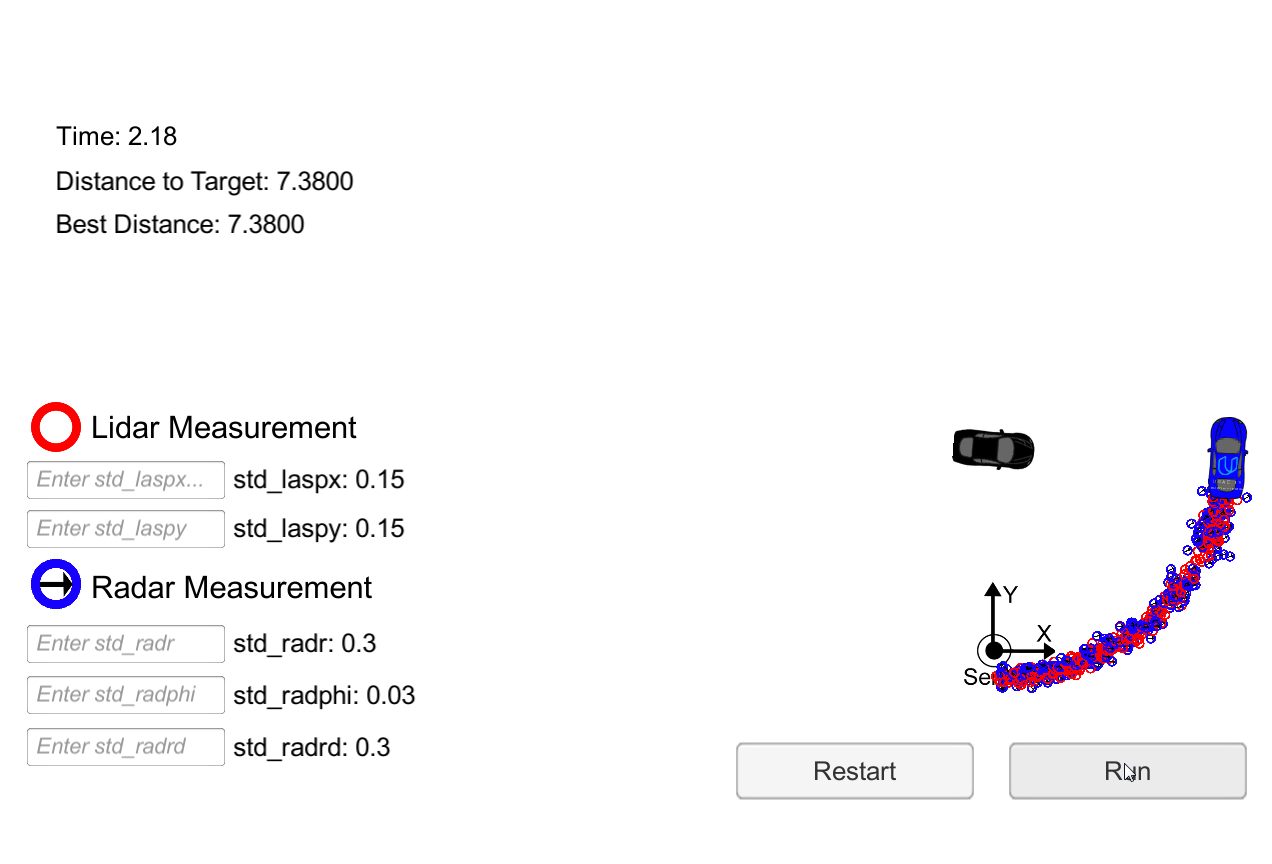 Time: 2.18
Distance to Target: 7.3800
Best Distance: 7.3800
Lidar Measurement
Enter std_laspx... std_laspx: 0.15
Enter std_laspy std_laspy: 0.15
Radar Measurement
Enter std_radr std_radr: 0.3
Enter std_radphi std_radphi: 0.03
Enter std_radrd std_radrd: 0.3
Y
X
Se
Restart
Run